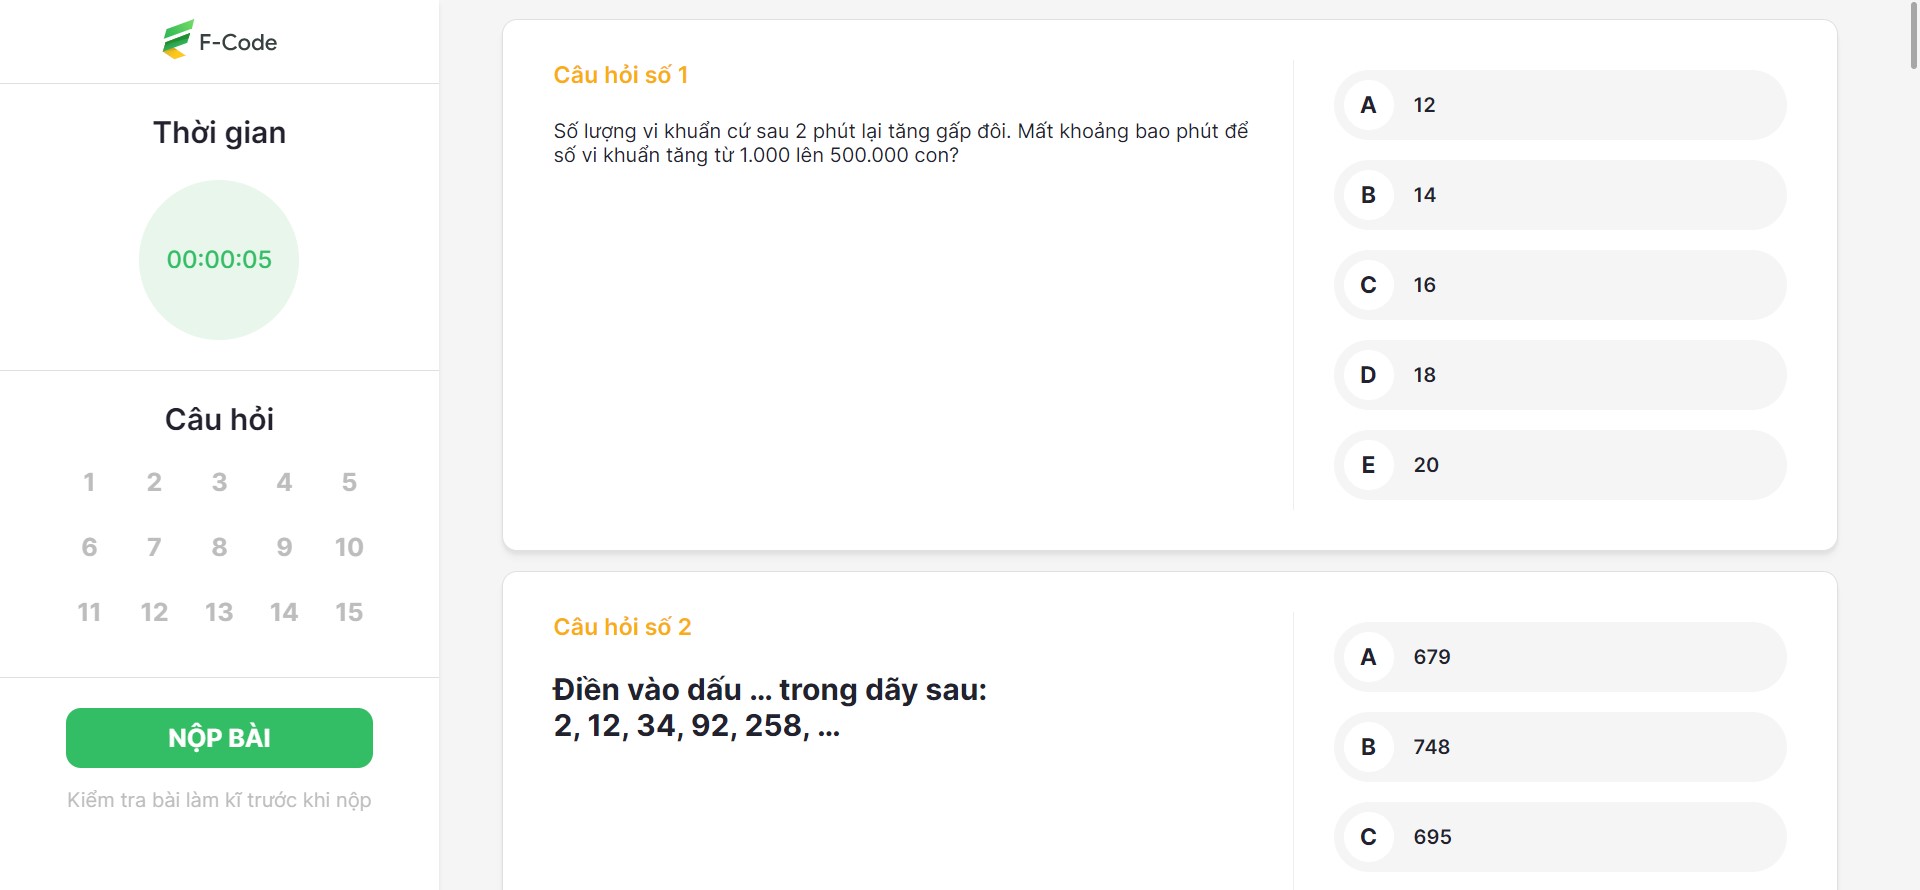 F-Code
Thời gian
00:00:05
Câu hỏi
1 2 3 4 5
6 7 8 9 10
11 12 13 14 15
NỘP BÀI
Kiểm tra bài làm kĩ trước khi nộp
Câu hỏi số 1
Số lượng vi khuẩn cứ sau 2 phút lại tăng gấp đôi. Mất khoảng bao phút để
số vi khuẩn tăng từ 1.000 lên 500.000 con?
A 12
B 14
C 16
D 18
E 20
Câu hỏi số 2
Điền vào dấu ... trong dãy sau:
2, 12, 34, 92, 258, ...
A 679
B 748
C 695